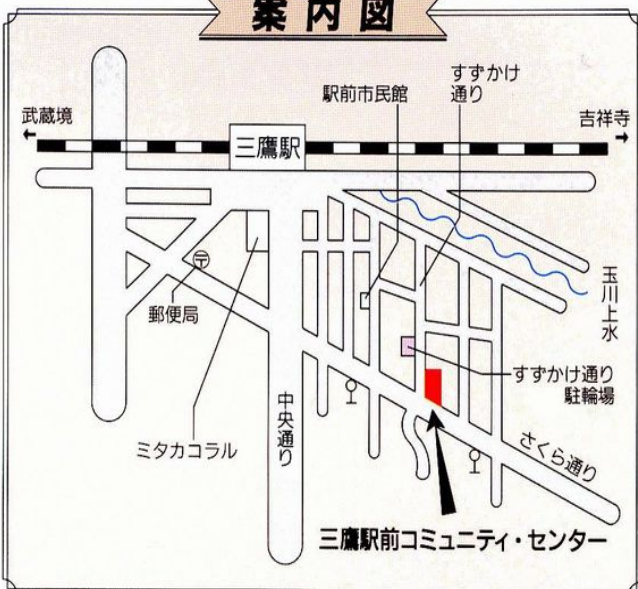 案内図
すずかけ
通り
駅前市民館
武蔵境
吉祥寺
三鷹駅
〒
郵便局
玉川上水
すずかけ通り
駐輪場
中央通り
ミタカコラル
さくら通り
三鷹駅前コミュニティ・センター